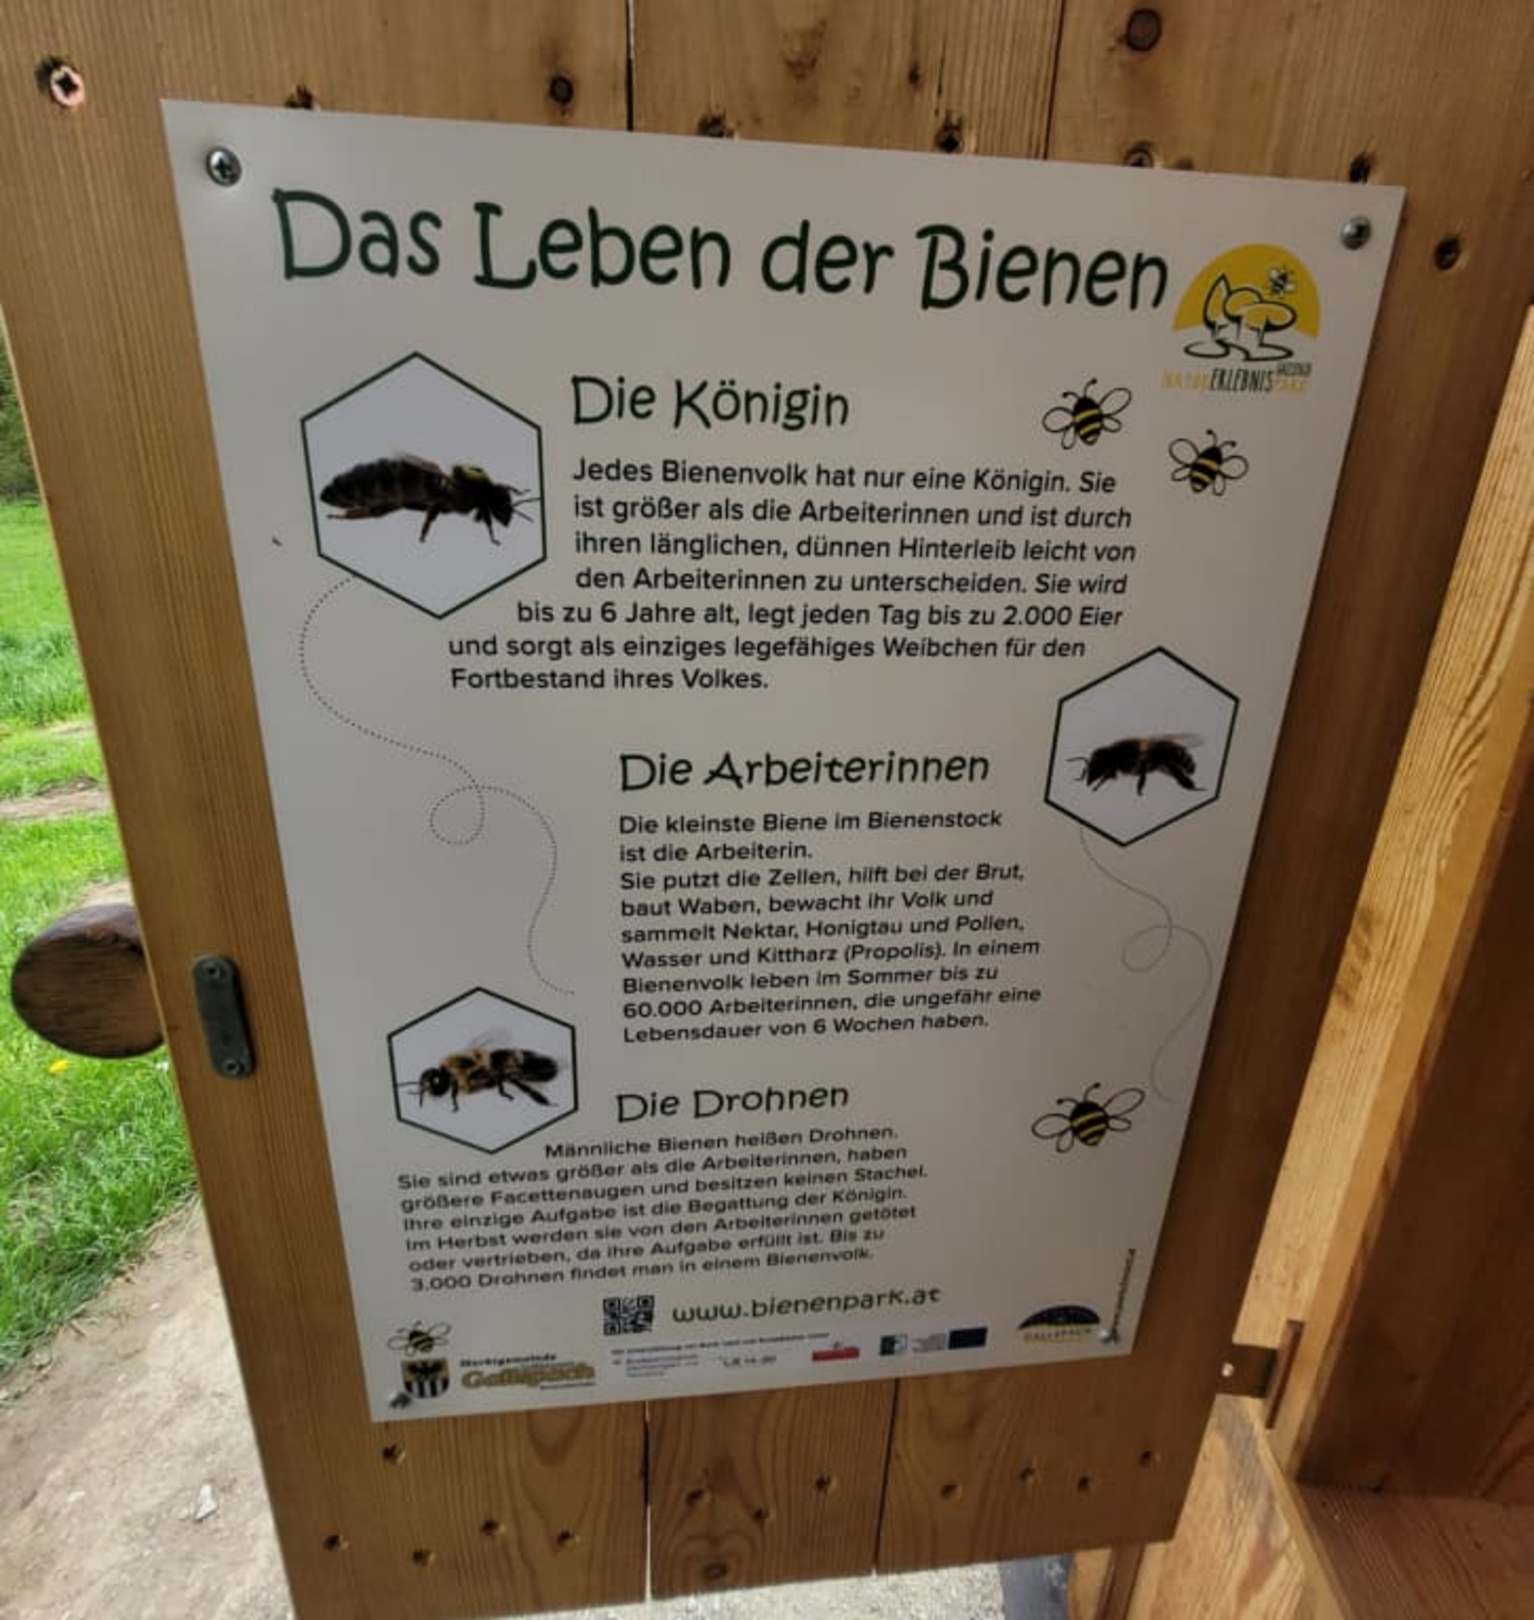 Das Leben der Bienen
NATURERLEBNISPARK
Die Königin
Jedes Bienenvolk hat nur eine Königin. Sie
ist größer als die Arbeiterinnen und ist durch
ihren länglichen, dünnen Hinterleib leicht von
den Arbeiterinnen zu unterscheiden. Sie wird
bis zu 6 Jahre alt, legt jeden Tag bis zu 2.000 Eier
und sorgt als einziges legefähiges Weibchen für den
Fortbestand ihres Volkes.
Die Arbeiterinnen
Die kleinste Biene im Bienenstock
ist die Arbeiterin.
Sie putzt die Zellen, hilft bei der Brut,
baut Waben, bewacht ihr Volk und
sammelt Nektar, Honigtau und Pollen,
Wasser und Kittharz (Propolis). In einem
Bienenvolk leben im Sommer bis zu
60.000 Arbeiterinnen, die ungefähr eine
Lebensdauer von 6 Wochen haben.
Die Drohnen
Männliche Bienen heißen Drohnen.
Sie sind etwas größer als die Arbeiterinnen, haben
größere Facettenaugen und besitzen keinen Stachel.
Ihre einzige Aufgabe ist die Begattung der Königin.
Im Herbst werden sie von den Arbeiterinnen getötet
oder vertrieben, da ihre Aufgabe erfüllt ist. Bis zu
3.000 Drohnen findet man in einem Bienenvolk.
www.bienenpark.at
Marktgemeinde
Gallspach
GALLSPACH